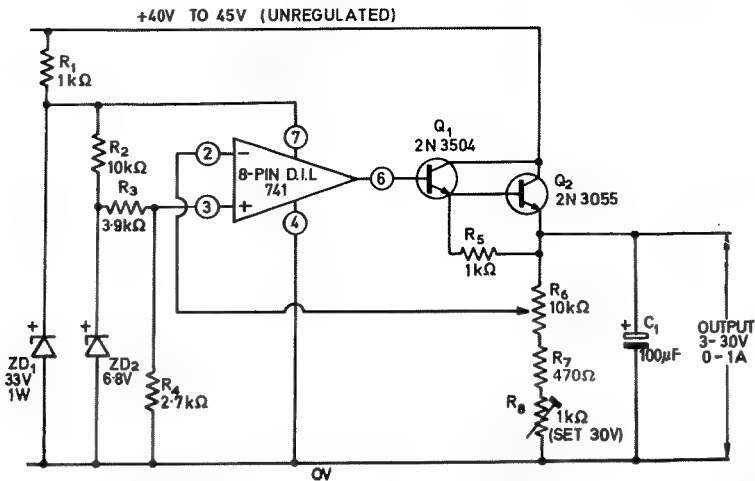 +40V TO 45V (UNREGULATED)
R1
1kΩ
R2
10kΩ
R3
3·9kΩ
2
3
7
4
6
8-PIN D.I.L
741
Q1
2N 3504
Q2
2N 3055
R5
1kΩ
R6
10kΩ
R7
470Ω
R8
1kΩ
(SET 30V)
C1
100μF
OUTPUT
3-30V
0-1A
ZD1
33V
1W
ZD2
6·8V
R4
2·7kΩ
0V